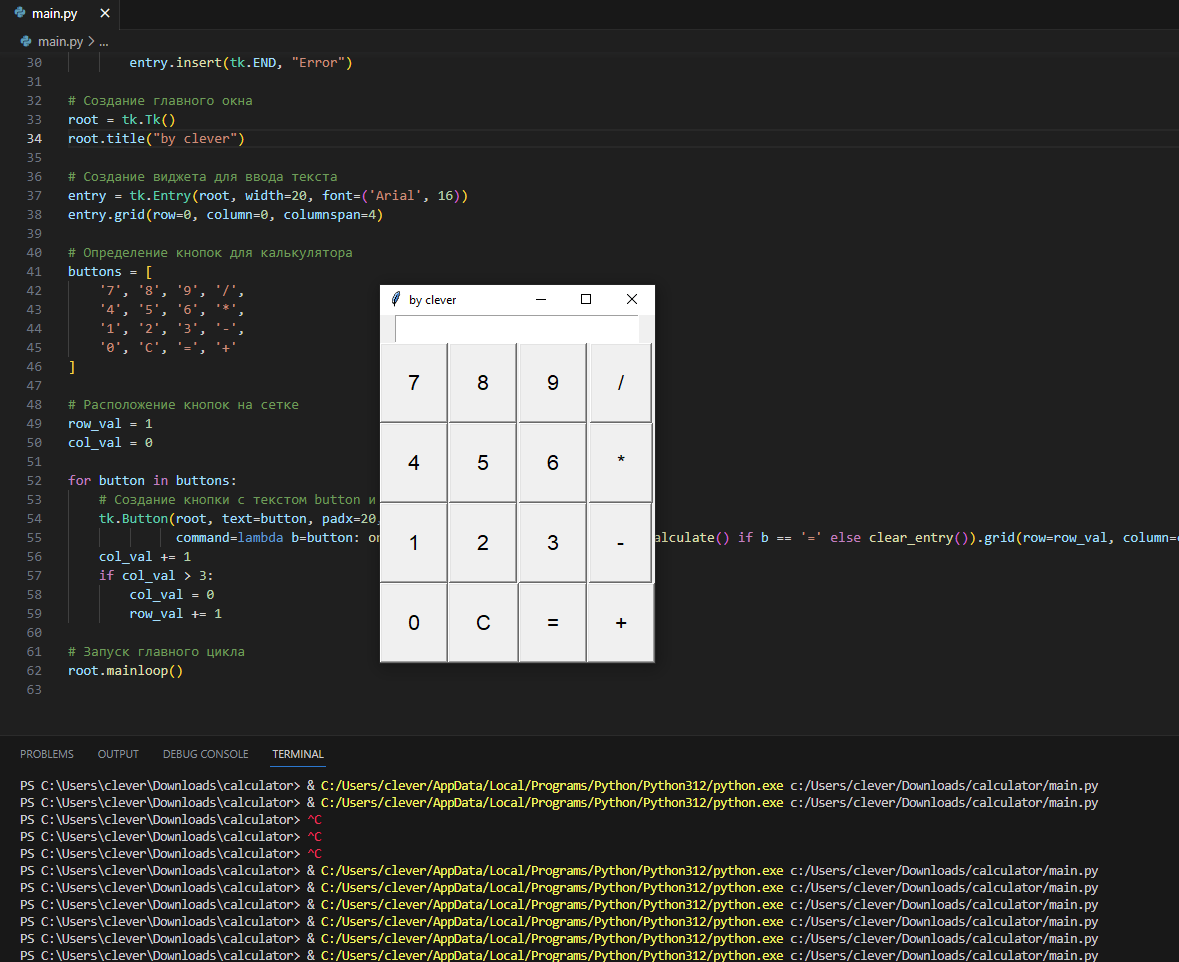 main.py
main.py > ...
30 entry.insert(tk.END, "Error")
31
32 # Создание главного окна
33 root = tk.Tk()
34 root.title("by clever")
35
36 # Создание виджета для ввода текста
37 entry = tk.Entry(root, width=20, font=('Arial', 16))
38 entry.grid(row=0, column=0, columnspan=4)
39
40 # Определение кнопок для калькулятора
41 buttons = [
42 '7', '8', '9', '/',
43 '4', '5', '6', '*',
44 '1', '2', '3', '-',
45 '0', 'C', '=', '+'
46 ]
47
48 # Расположение кнопок на сетке
49 row_val = 1
50 col_val = 0
51
52 for button in buttons:
53 # Создание кнопки с текстом button и
54 tk.Button(root, text=button, padx=20,
55 command=lambda b=button: alculate() if b == '=' else clear_entry()).grid(row=row_val, column=
56 col_val += 1
57 if col_val > 3:
58 col_val = 0
59 row_val += 1
60
61 # Запуск главного цикла
62 root.mainloop()
63
by clever
7 8 9 /
4 5 6 *
1 2 3 -
0 C = +
PROBLEMS OUTPUT DEBUG CONSOLE TERMINAL
PS C:\Users\clever\Downloads\calculator> & C:/Users/clever/AppData/Local/Programs/Python/Python312/python.exe c:/Users/clever/Downloads/calculator/main.py
PS C:\Users\clever\Downloads\calculator> & C:/Users/clever/AppData/Local/Programs/Python/Python312/python.exe c:/Users/clever/Downloads/calculator/main.py
PS C:\Users\clever\Downloads\calculator> ^C
PS C:\Users\clever\Downloads\calculator> ^C
PS C:\Users\clever\Downloads\calculator> ^C
PS C:\Users\clever\Downloads\calculator> & C:/Users/clever/AppData/Local/Programs/Python/Python312/python.exe c:/Users/clever/Downloads/calculator/main.py
PS C:\Users\clever\Downloads\calculator> & C:/Users/clever/AppData/Local/Programs/Python/Python312/python.exe c:/Users/clever/Downloads/calculator/main.py
PS C:\Users\clever\Downloads\calculator> & C:/Users/clever/AppData/Local/Programs/Python/Python312/python.exe c:/Users/clever/Downloads/calculator/main.py
PS C:\Users\clever\Downloads\calculator> & C:/Users/clever/AppData/Local/Programs/Python/Python312/python.exe c:/Users/clever/Downloads/calculator/main.py
PS C:\Users\clever\Downloads\calculator> & C:/Users/clever/AppData/Local/Programs/Python/Python312/python.exe c:/Users/clever/Downloads/calculator/main.py
PS C:\Users\clever\Downloads\calculator> & C:/Users/clever/AppData/Local/Programs/Python/Python312/python.exe c:/Users/clever/Downloads/calculator/main.py